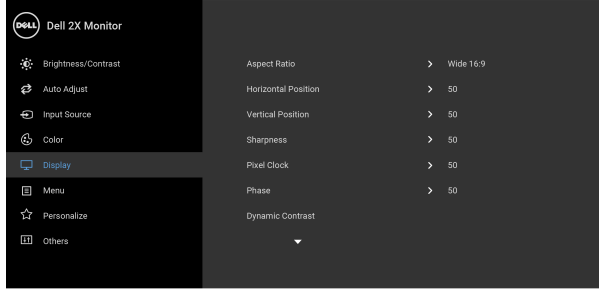 DELL
Dell 2X Monitor
Brightness/Contrast
Auto Adjust
Input Source
Color
Display
Menu
Personalize
Others
Aspect Ratio Wide 16:9
Horizontal Position 50
Vertical Position 50
Sharpness 50
Pixel Clock 50
Phase 50
Dynamic Contrast